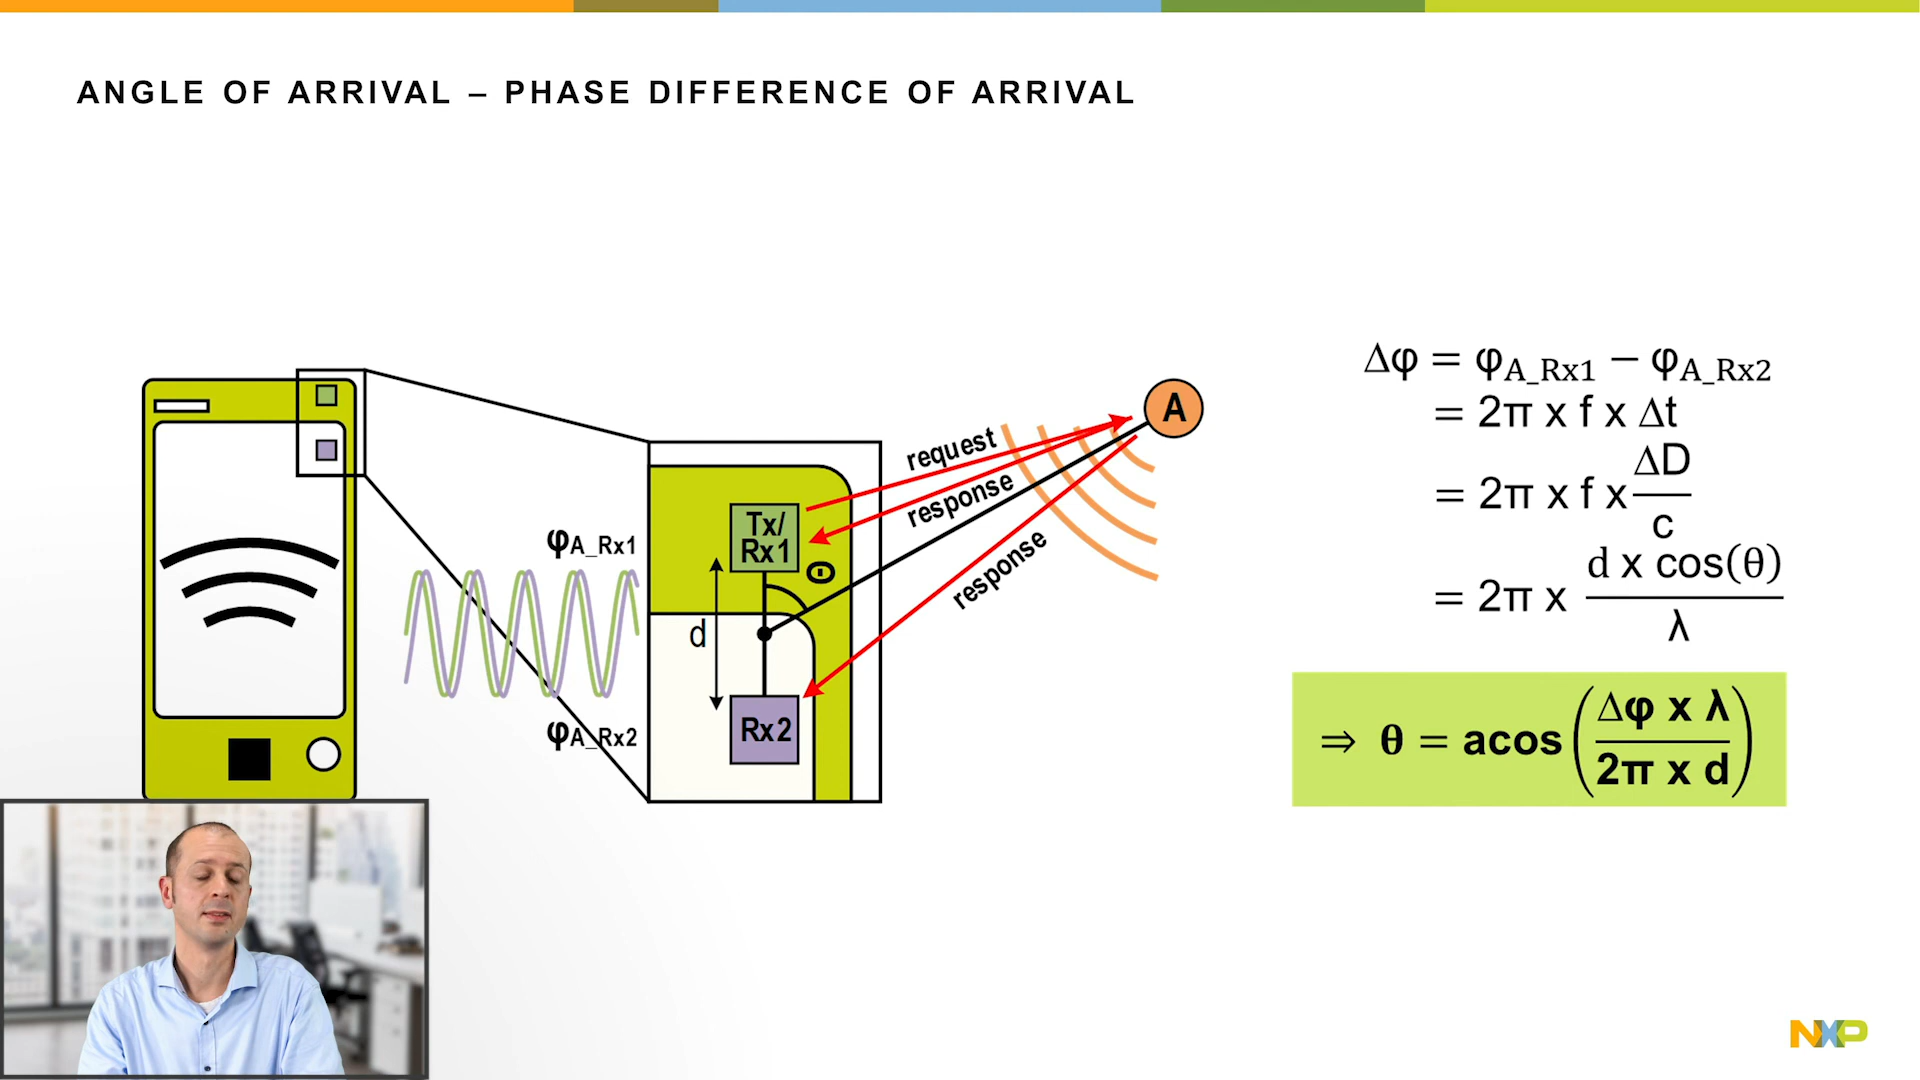 ANGLE OF ARRIVAL – PHASE DIFFERENCE OF ARRIVAL
A
request
response
response
Tx/
Rx1
Θ
d
Rx2
φA_Rx1
φA_Rx2
Δφ = φA_Rx1 − φA_Rx2
= 2π x f x Δt
= 2π x f x ΔD / c
= 2π x d x cos(θ) / λ
⇒ θ = acos(Δφ x λ / 2π x d)
NXP